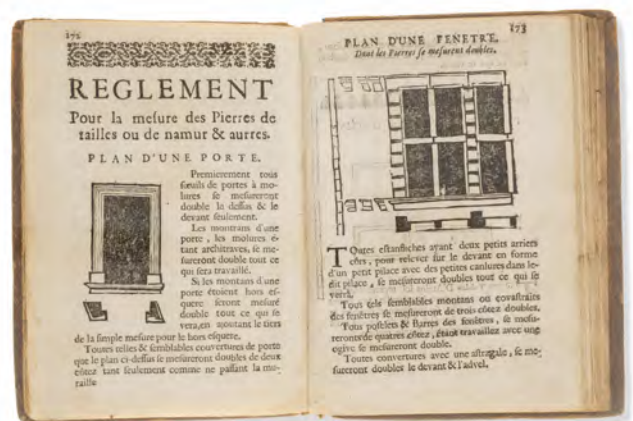 172
REGLEMENT
Pour la mesure des Pierres de
tailles ou de namur & aurres.
PLAN D'UNE PORTE.
Premierement tous
seuils de portes à mo-
lures se mesureront
double la dessus & le
devant seulement.
Les montrans d'une
porte, les molures é-
tant architraves, se me-
sureront double tout ce
qui sera travaillé.
Si les montans d'une
porte étoient hors es-
quere seront mesuré
double tout ce qui se
vera, en ajoutant le tiers
de la simple mesure pour le hors esquere.
Toutes telles & semblables couvertures de porte
que le plan ci-dessus se mesureront doubles de deux
côtez tant seulement comme ne passant la mu-
raille
173
PLAN D'UNE FENETRE,
Dont les Pierres se mesurent doubles.
TOutes estansiches ayant deux petits arriers
côrs, pour relever sur le devant en forme
d'un petit pilace avec des petites canlures dans le-
dit pilace, se mesureront doubles tout ce qui se
verra.
Tous tels semblables montans ou
des fenêtres se mesureront de trois côtez doubles.
Tous postelets & des fenêtres, se mesu-
reront de quatres côtez, étant travaillez avec une
ogive se mesureront double.
Toutes convertures avec une astragale, se me-
sureront doubles le devant & l'advel.